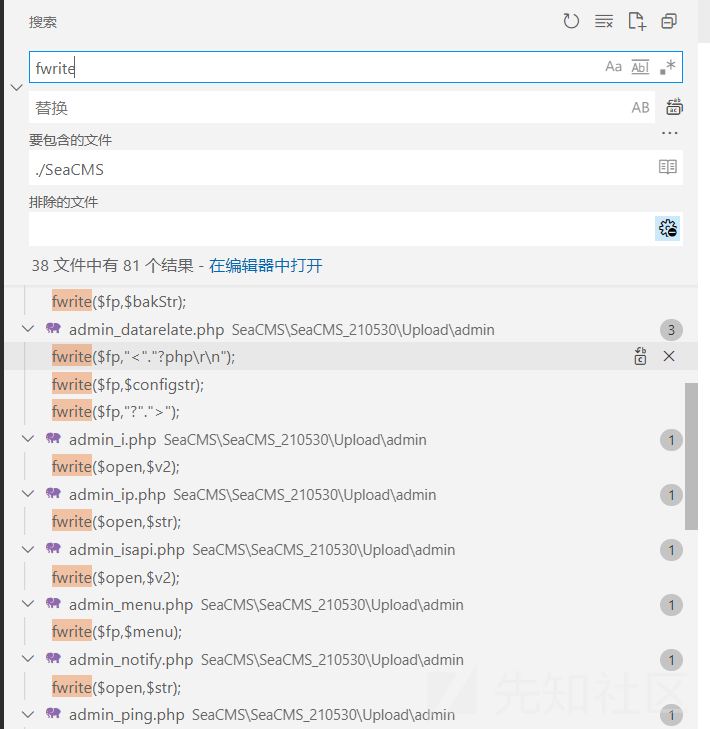 搜索
fwrite
Aa Abl .*
替换
AB
要包含的文件
./SeaCMS
排除的文件
38 文件中有 81 个结果 - 在编辑器中打开
fwrite($fp,$bakStr);
admin_datarelate.php SeaCMS\SeaCMS_210530\Upload\admin 3
fwrite($fp,"<"."?php\r\n");
fwrite($fp,$configstr);
fwrite($fp,"?".">");
admin_i.php SeaCMS\SeaCMS_210530\Upload\admin 1
fwrite($open,$v2);
admin_ip.php SeaCMS\SeaCMS_210530\Upload\admin 1
fwrite($open,$str);
admin_isapi.php SeaCMS\SeaCMS_210530\Upload\admin 1
fwrite($open,$v2);
admin_menu.php SeaCMS\SeaCMS_210530\Upload\admin 1
fwrite($fp,$menu);
admin_notify.php SeaCMS\SeaCMS_210530\Upload\admin 1
fwrite($open,$str);
admin_ping.php SeaCMS\SeaCMS_210530\Upload\admin 1
先知社区